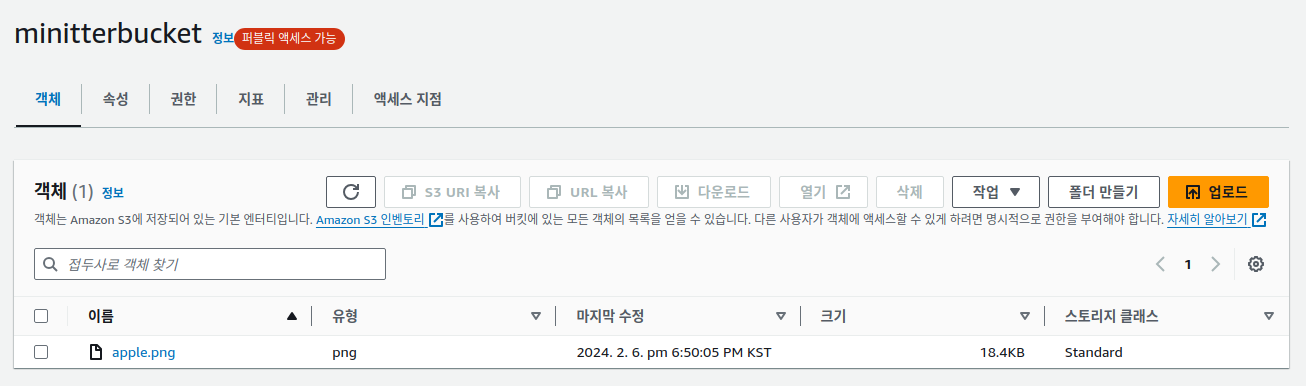 minitterbucket 정보 퍼블릭 액세스 가능
객체 속성 권한 지표 관리 액세스 지점
객체 (1) 정보 S3 URI 복사 URL 복사 다운로드 열기 삭제 작업 폴더 만들기 업로드
객체는 Amazon S3에 저장되어 있는 기본 엔터티입니다. Amazon S3 인벤토리를 사용하여 버킷에 있는 모든 객체의 목록을 얻을 수 있습니다. 다른 사용자가 객체에 액세스할 수 있게 하려면 명시적으로 권한을 부여해야 합니다. 자세히 알아보기
접두사로 객체 찾기 1
이름 유형 마지막 수정 크기 스토리지 클래스
apple.png png 2024. 2. 6. pm 6:50:05 PM KST 18.4KB Standard